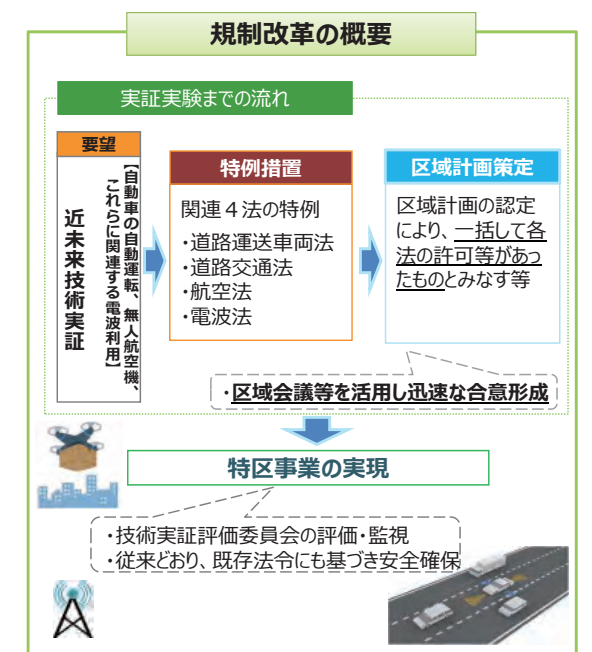 規制改革の概要
実証実験までの流れ
要望
近未来技術実証
【自動車の自動運転、無人航空機、
これらに関連する電波利用】
特例措置
関連４法の特例
・道路運送車両法
・道路交通法
・航空法
・電波法
区域計画策定
区域計画の認定
により、一括して各
法の許可等があっ
たものとみなす等
・区域会議等を活用し迅速な合意形成
特区事業の実現
・技術実証評価委員会の評価・監視
・従来どおり、既存法令にも基づき安全確保